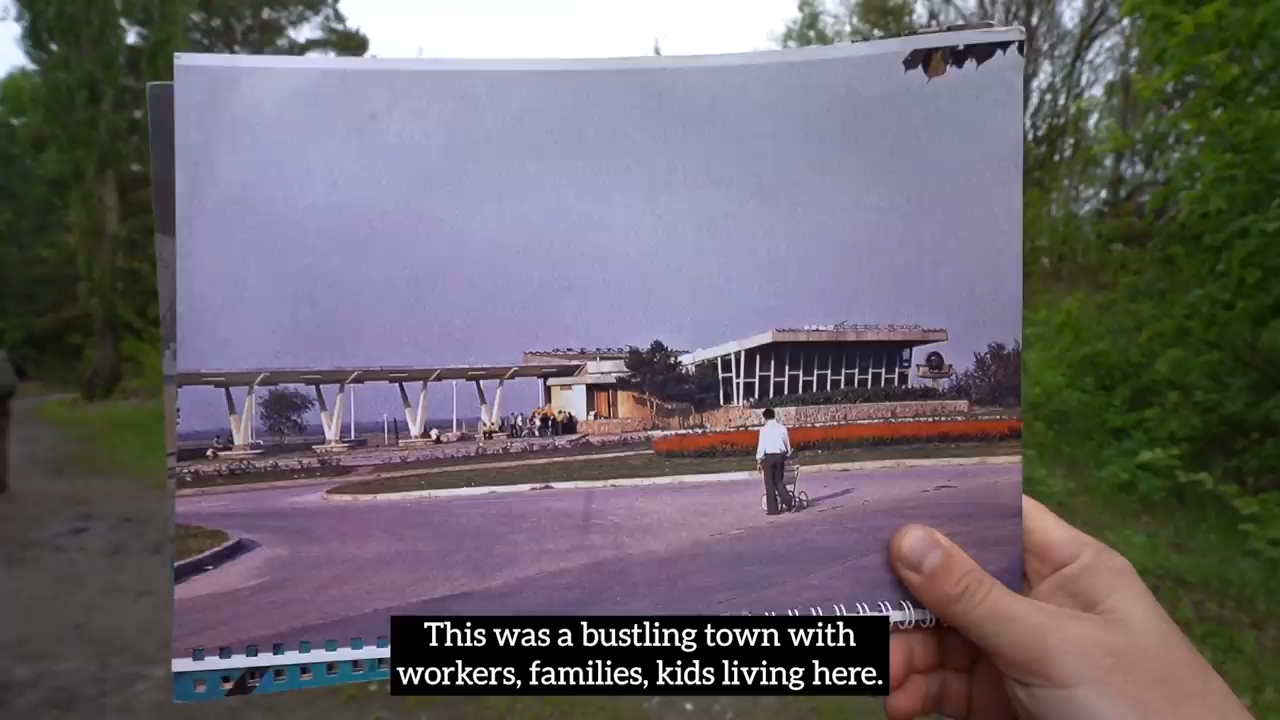 This was a bustling town with
workers, families, kids living here.